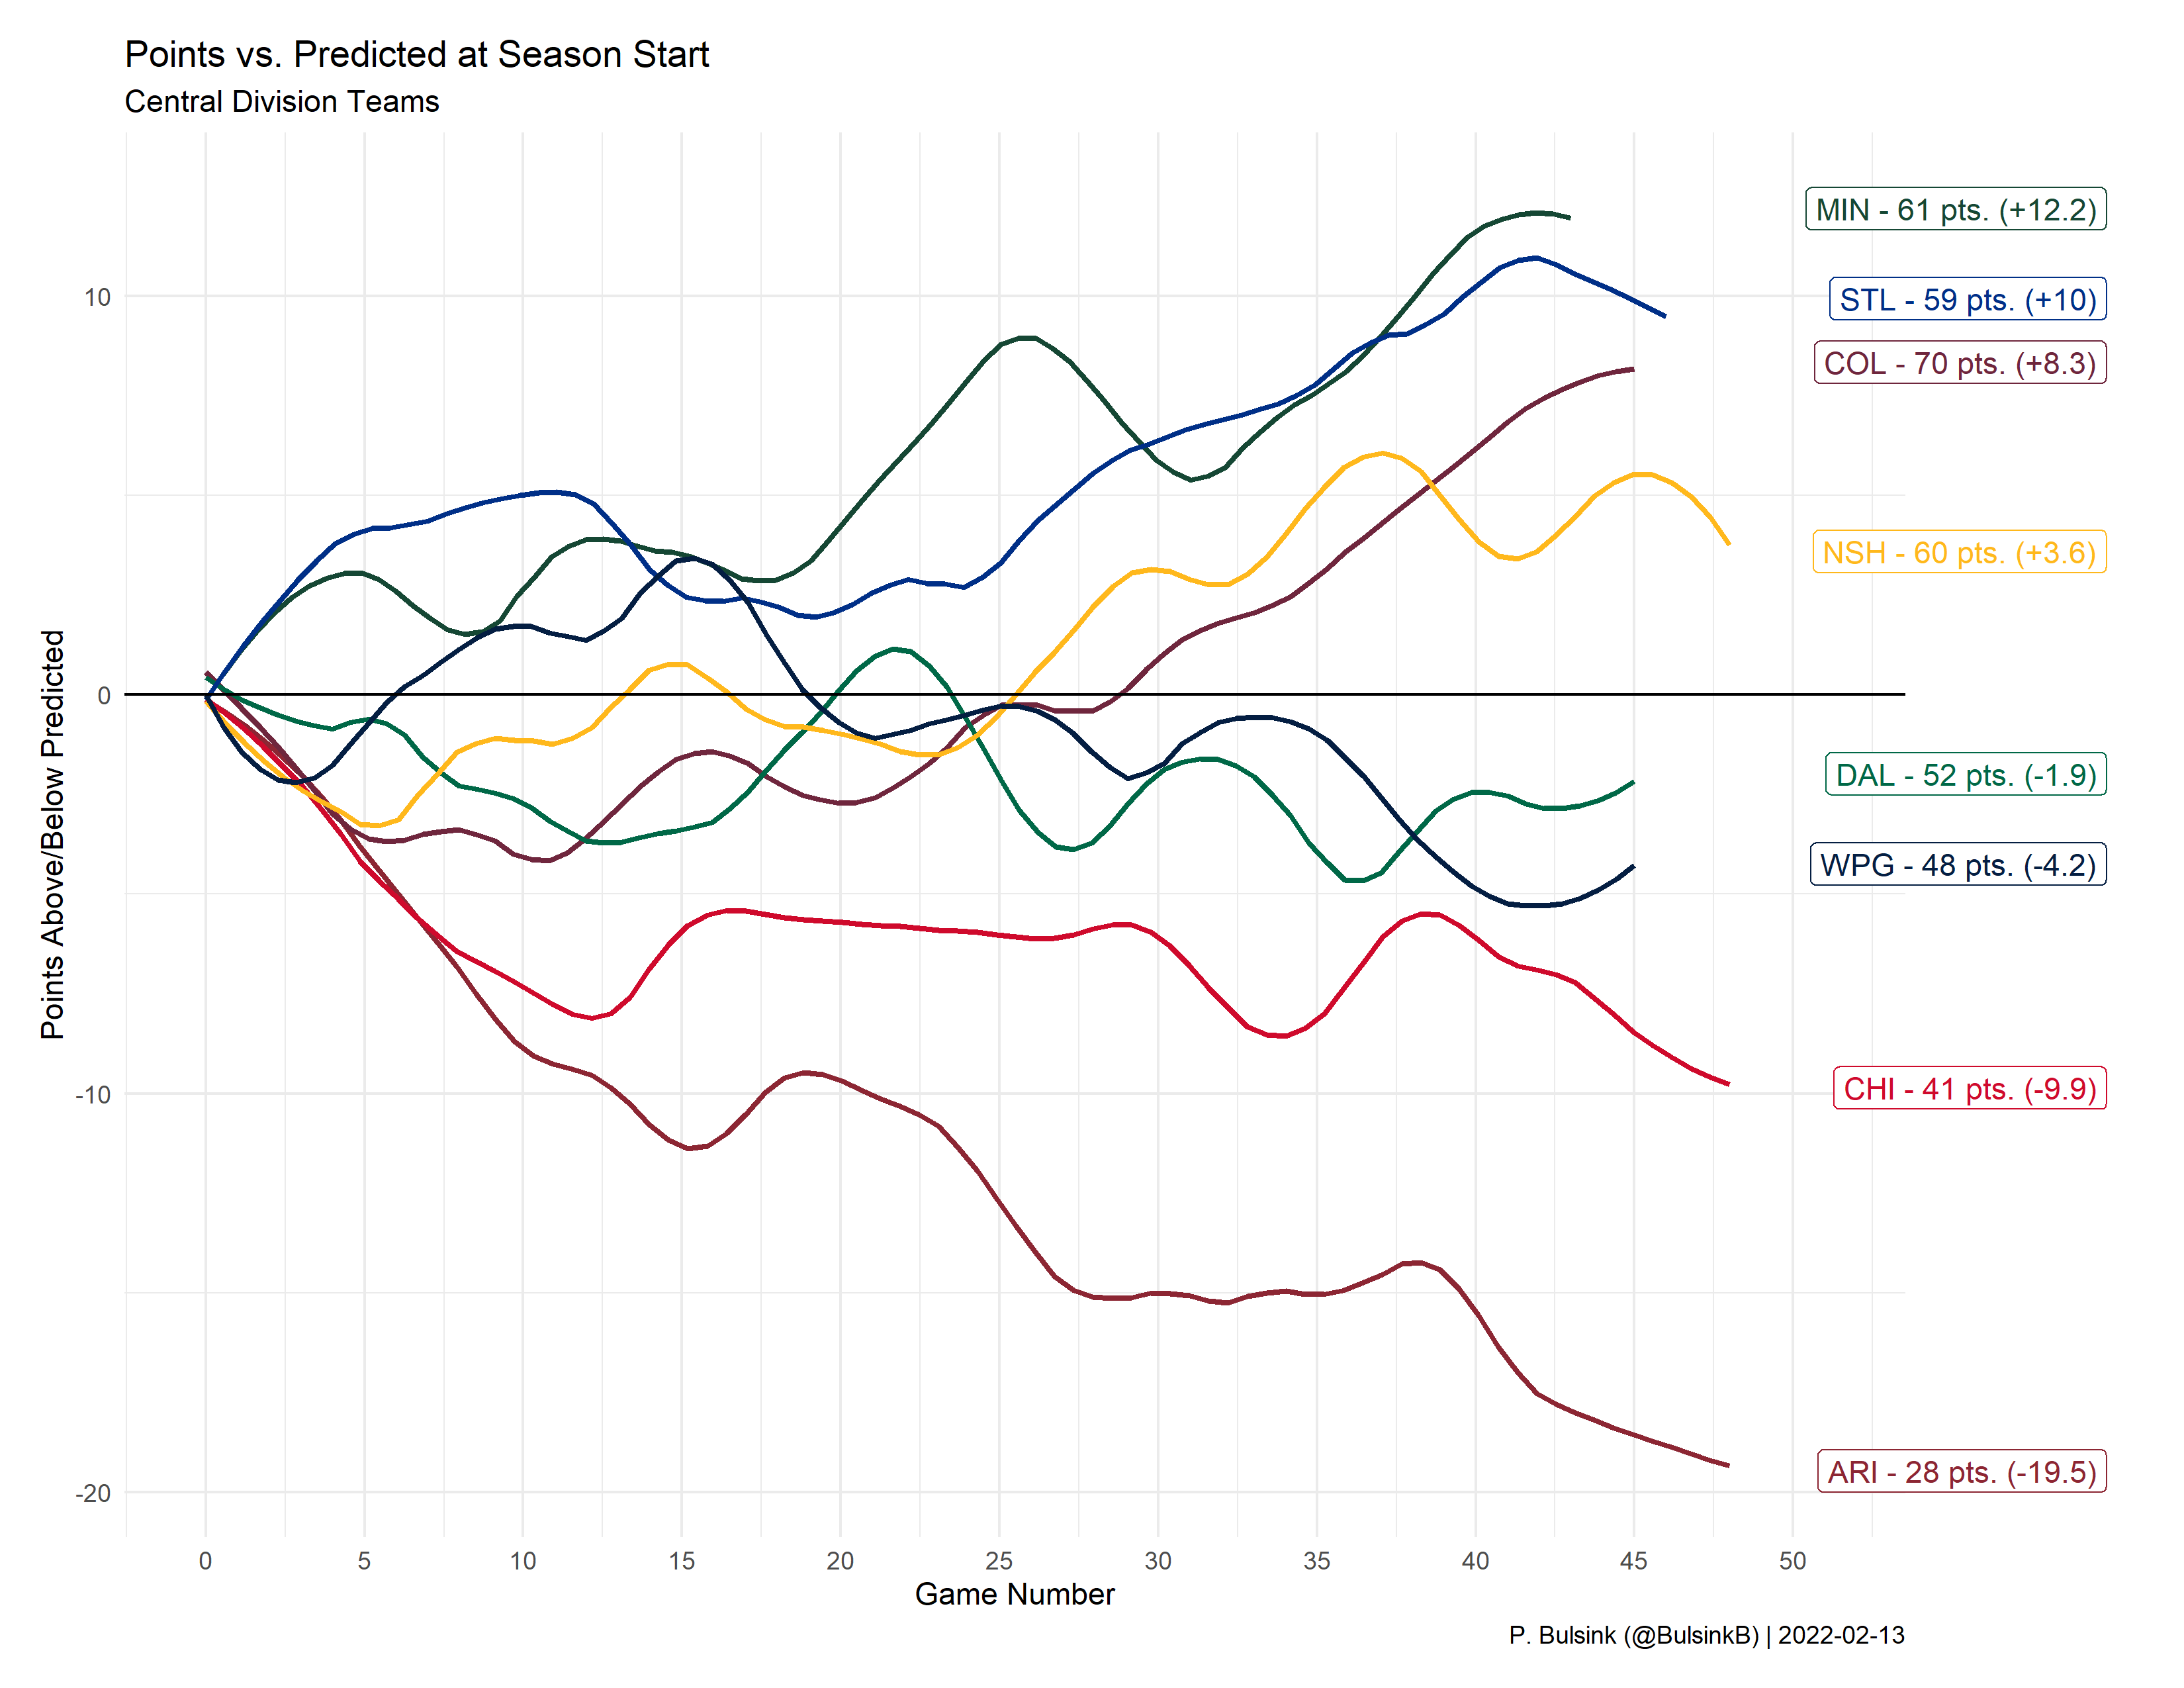 Points vs. Predicted at Season Start
Central Division Teams
Points Above/Below Predicted
10
0
-10
-20
MIN - 61 pts. (+12.2)
STL - 59 pts. (+10)
COL - 70 pts. (+8.3)
NSH - 60 pts. (+3.6)
DAL - 52 pts. (-1.9)
WPG - 48 pts. (-4.2)
CHI - 41 pts. (-9.9)
ARI - 28 pts. (-19.5)
0 5 10 15 20 25 30 35 40 45 50
Game Number
P. Bulsink (@BulsinkB) | 2022-02-13